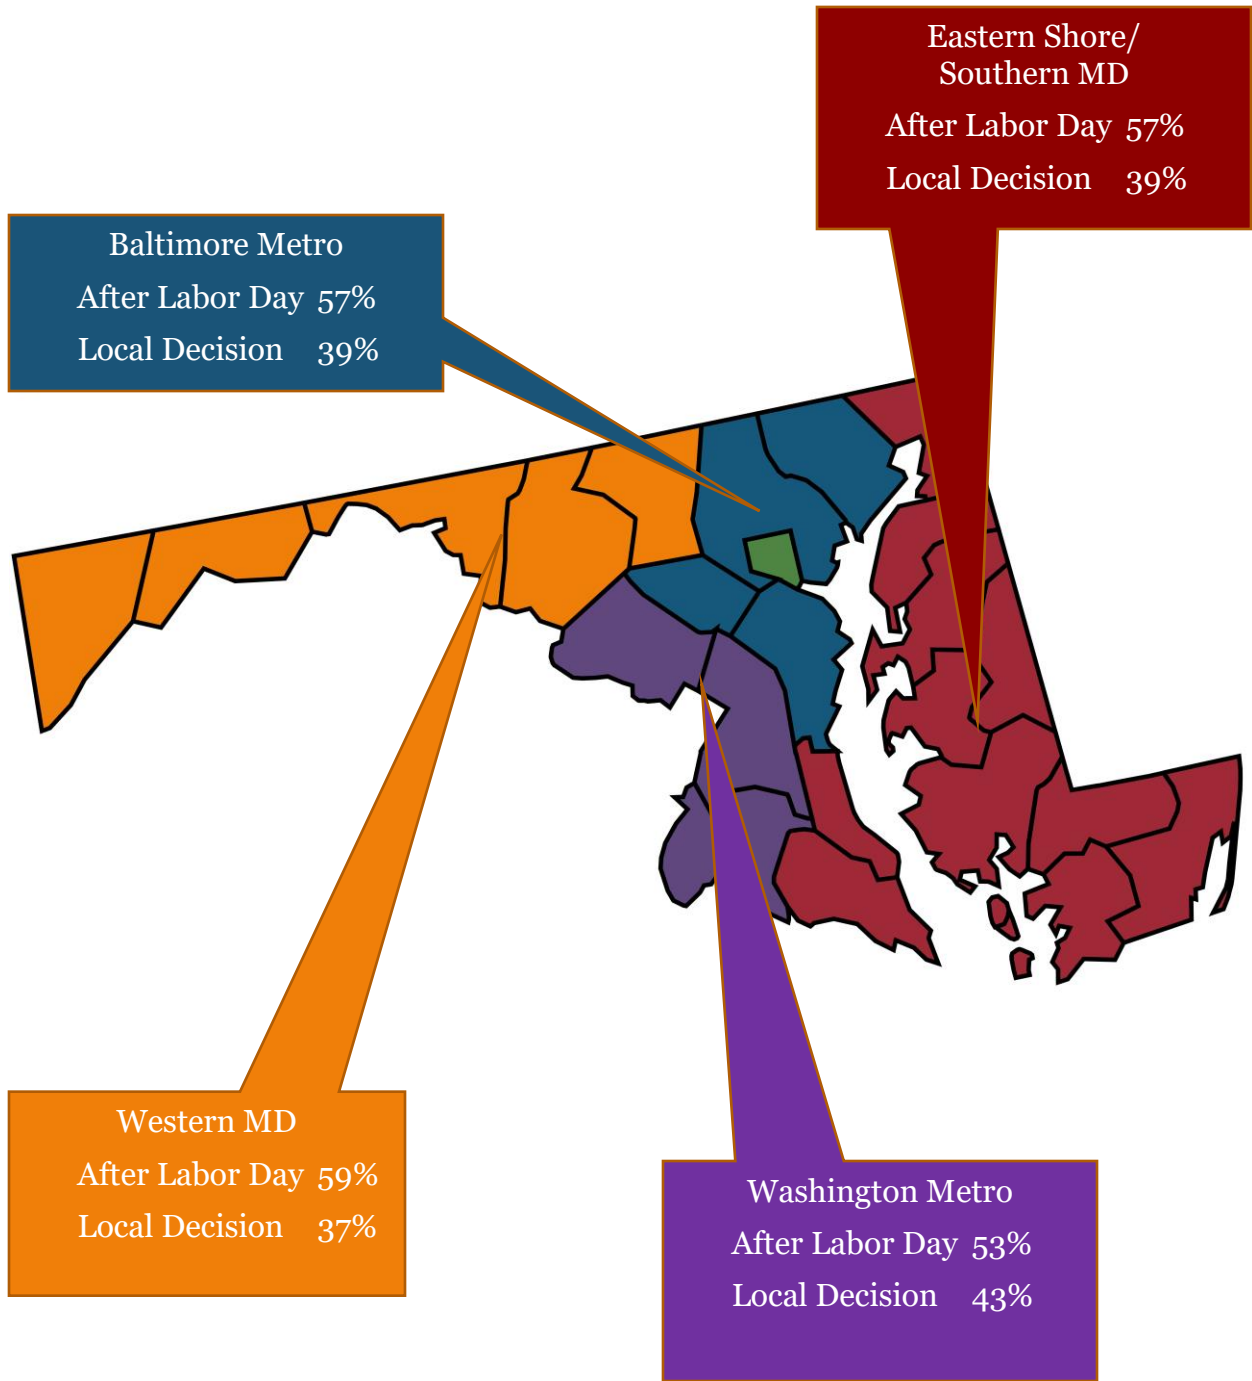 Eastern Shore/
Southern MD
After Labor Day 57%
Local Decision 39%
Baltimore Metro
After Labor Day 57%
Local Decision 39%
Western MD
After Labor Day 59%
Local Decision 37%
Washington Metro
After Labor Day 53%
Local Decision 43%